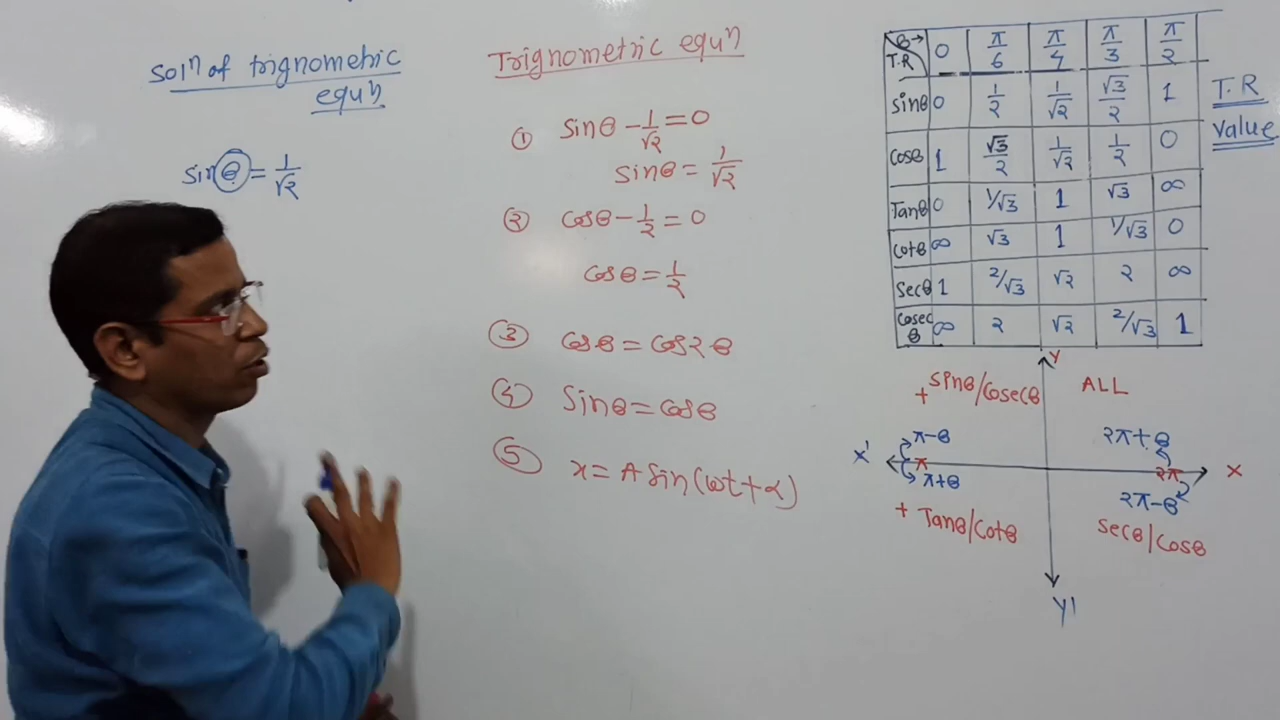 Solⁿ of trignometric
equⁿ
sinθ = 1/√2
Trignometric equⁿ
① Sinθ − 1/√2 = 0
sinθ = 1/√2
② cosθ − 1/2 = 0
cosθ = 1/2
③ cosθ = cos2θ
④ Sinθ = cosθ
⑤ x = A sin(ωt + α)
θ→ T.R 0 π/6 π/4 π/3 π/2
sinθ 0 1/2 1/√2 √3/2 1
cosθ 1 √3/2 1/√2 1/2 0
Tanθ 0 1/√3 1 √3 ∞
cotθ ∞ √3 1 1/√3 0
Secθ 1 2/√3 √2 2 ∞
Cosec θ ∞ 2 √2 2/√3 1
T.R
value
Y
+ sinθ/Cosecθ ALL
π−θ 2π+θ
X' π 2π X
π+θ 2π−θ
+ Tanθ/Cotθ Secθ/Cosθ
Y'